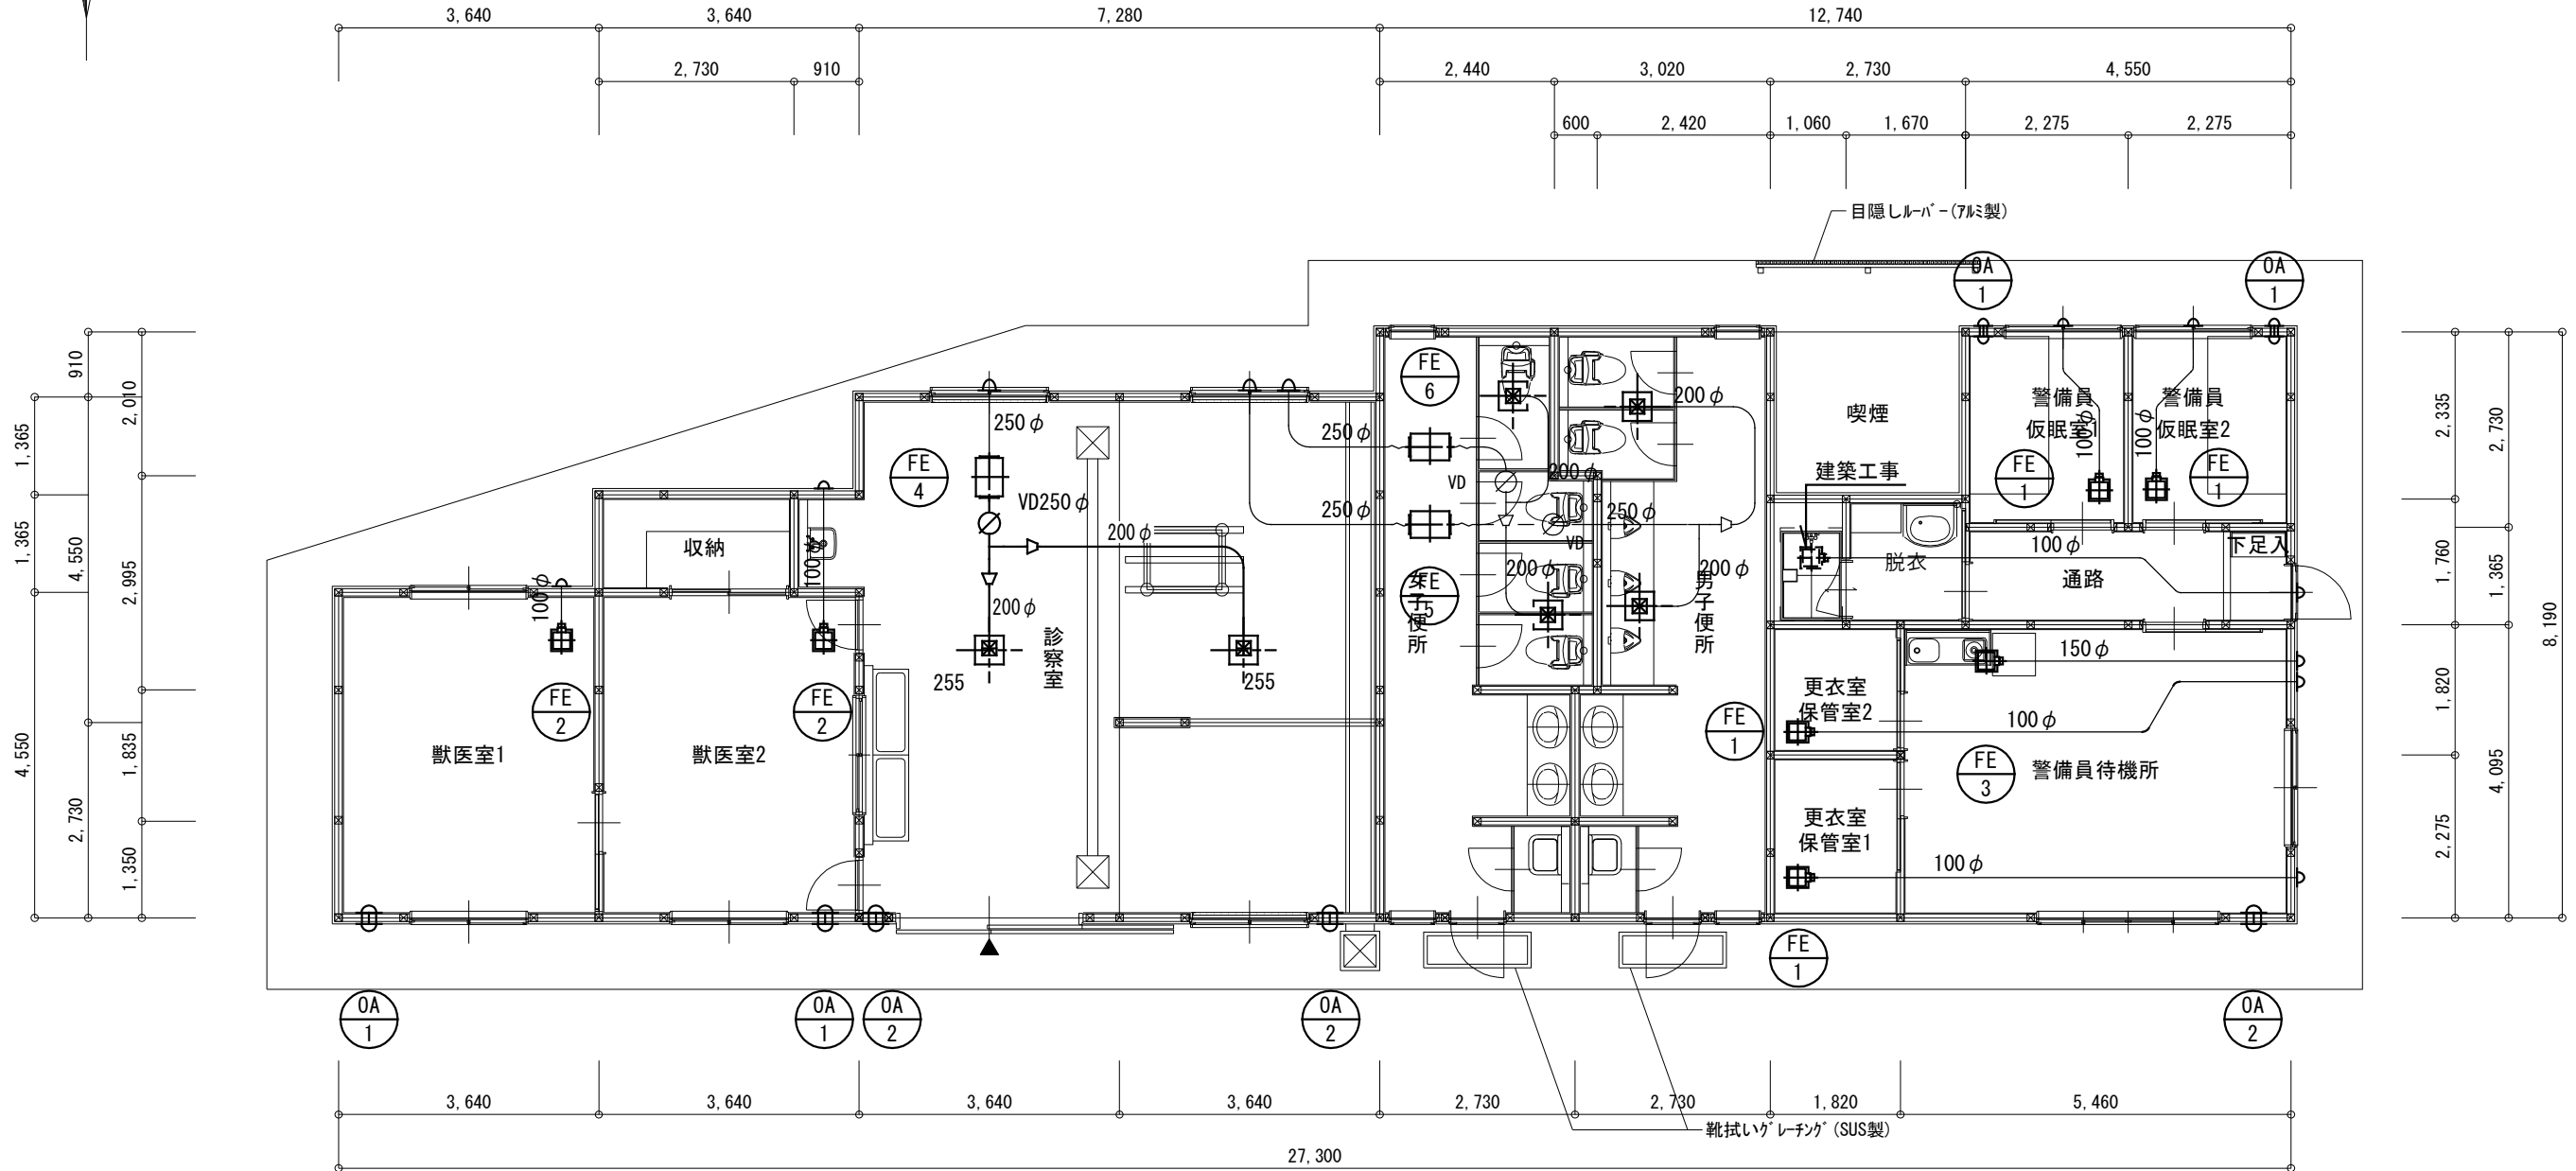 3,640
3,640
7,280
12,740
2,730
910
2,440
3,020
2,730
4,550
600
2,420
1,060
1,670
2,275
2,275
目隠しルーバー(アルミ製)
OA
1
OA
1
910
2,010
1,365
1,365
4,550
2,995
4,550
2,730
1,835
1,350
2,335
2,730
1,760
1,365
8,190
1,820
4,095
2,275
FE
6
200φ
喫煙
警備員
仮眠室1
警備員
仮眠室2
100φ
100φ
250φ
250φ
FE
4
VD
200φ
建築工事
FE
1
FE
1
VD250φ
250φ
250φ
200φ
VD
収納
100φ
100φ
下足入
脱衣
通路
100φ
200φ
200φ
200φ
FE
5
女子便所
男子便所
診察室
255
255
150φ
更衣室
保管室2
100φ
FE
2
FE
2
FE
1
獣医室1
獣医室2
FE
3
警備員待機所
更衣室
保管室1
100φ
FE
1
OA
1
OA
1
OA
2
OA
2
OA
2
3,640
3,640
3,640
3,640
2,730
2,730
1,820
5,460
靴拭いグレーチング(SUS製)
27,300